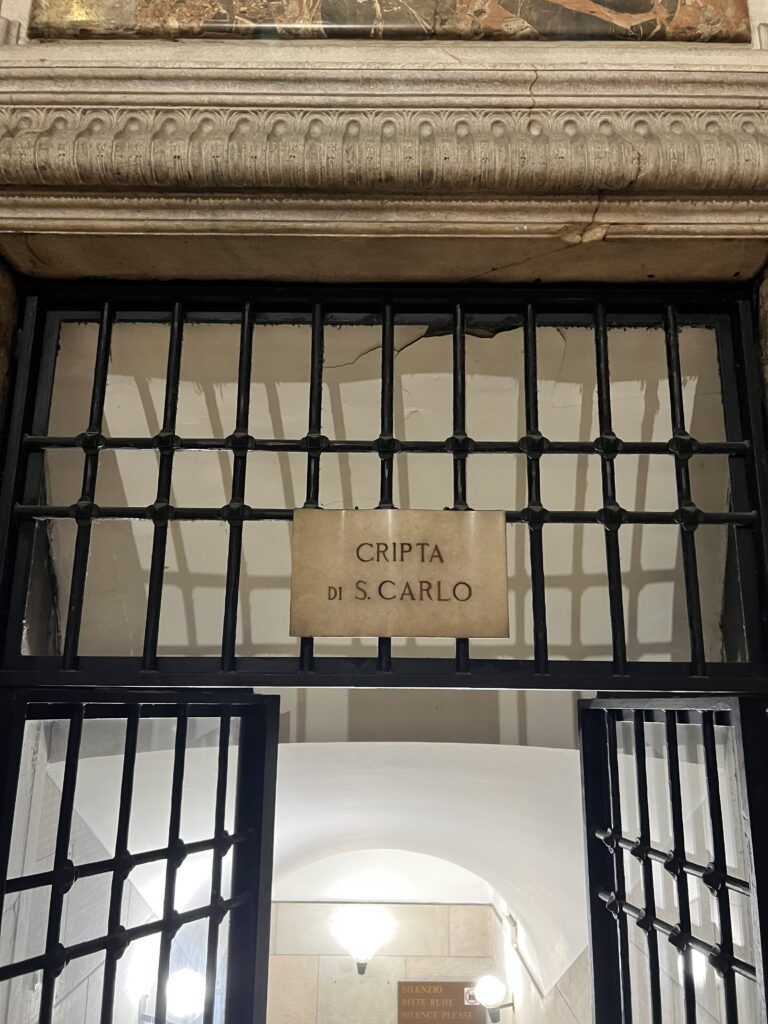 CRIPTA
DI S. CARLO
SILENZIO
BITTE RUHE
SILENCE PLEASE